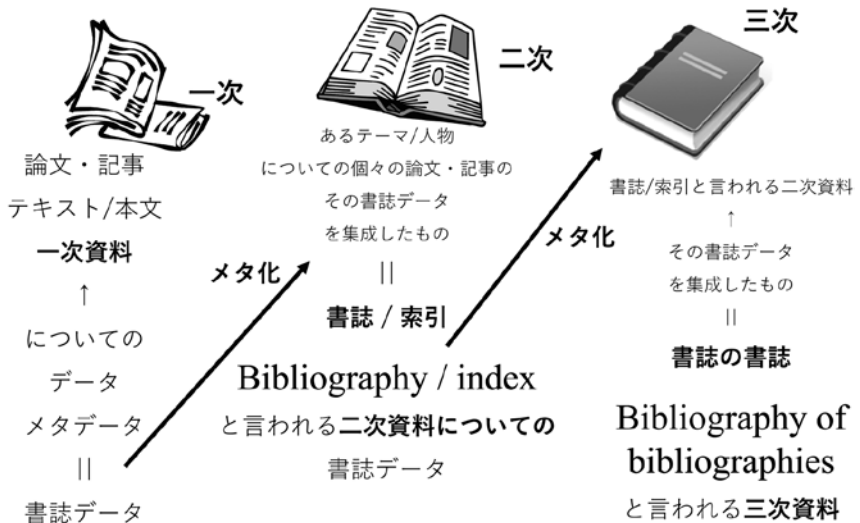 一次
論文・記事
テキスト/本文
一次資料
↑
についての
データ
メタデータ
||
書誌データ
メタ化
二次
あるテーマ/人物
についての個々の論文・記事の
その書誌データ
を集成したもの
||
書誌 / 索引
Bibliography / index
と言われる二次資料についての
書誌データ
メタ化
三次
書誌/索引と言われる二次資料
↑
その書誌データ
を集成したもの
||
書誌の書誌
Bibliography of
bibliographies
と言われる三次資料